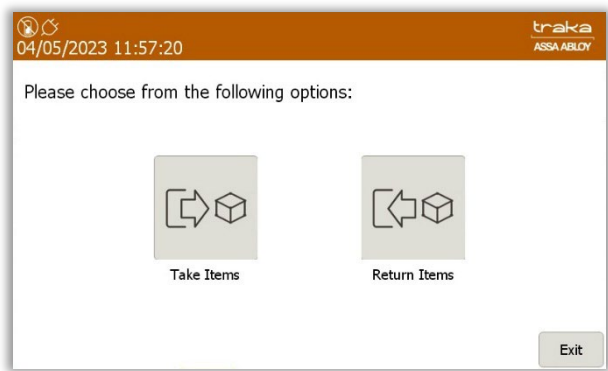 traka
04/05/2023 11:57:20
ASSA ABLOY
Please choose from the following options:
Take Items
Return Items
Exit